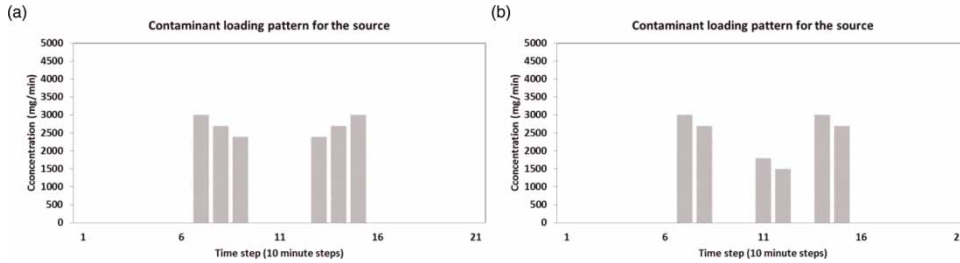 (a)
Contaminant loading pattern for the source
Cconcentration (mg/min)
5000
4500
4000
3500
3000
2500
2000
1500
1000
500
0
1 6 11 16 21
Time step (10 minute steps)
(b)
Contaminant loading pattern for the source
Cconcentration (mg/min)
5000
4500
4000
3500
3000
2500
2000
1500
1000
500
0
1 6 11 16 21
Time step (10 minute steps)